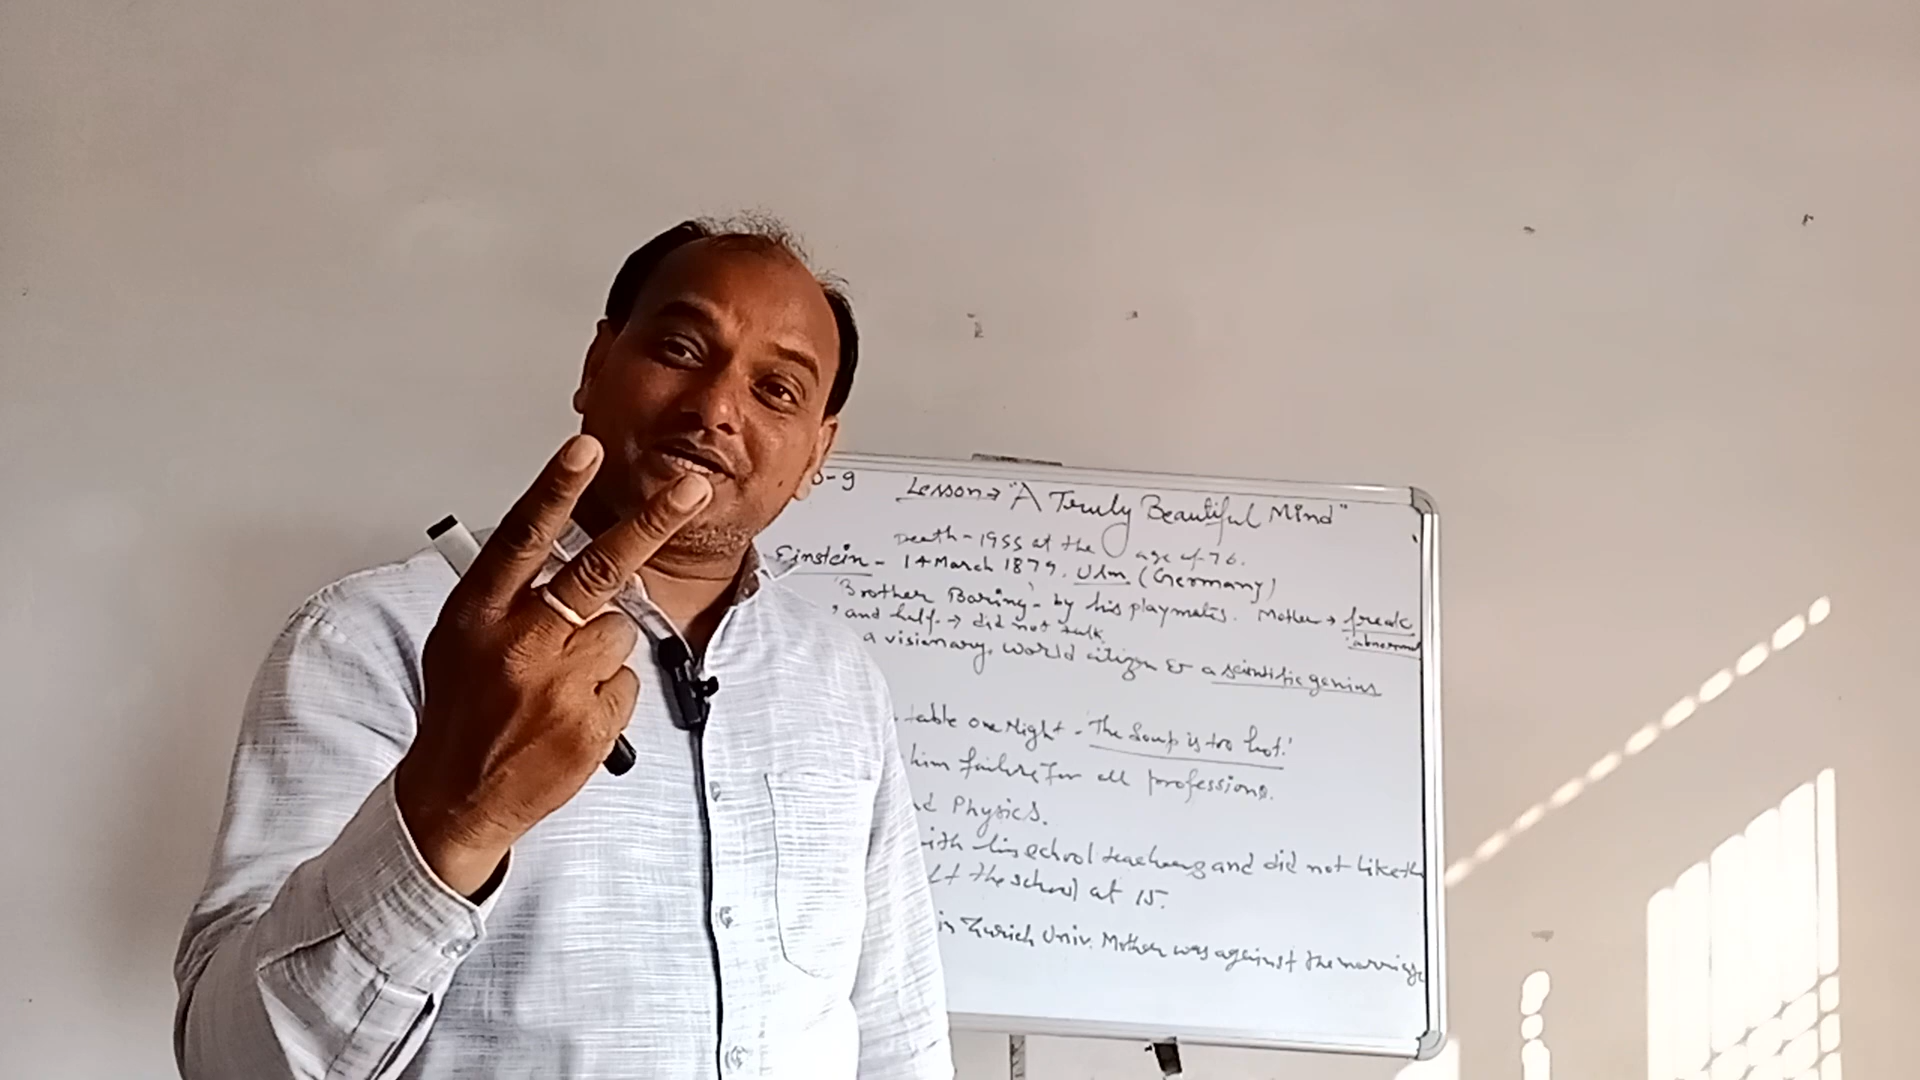 -9 Lesson→ "A Truly Beautiful Mind"
Death - 1955 at the age of 76.
Einstein - 14 March 1879. Ulm (Germany)
'Brother Boring' - by his playmates. Mother → freak
and half. → did not talk. 'abnormal
a visionary, world citizen & a scientific genius
table one Night - 'The Soup is too hot.'
him failure for all professions.
Physics.
his school teachers and did not like
the school at 15.
in Zurich Univ. Mother was against the marriage